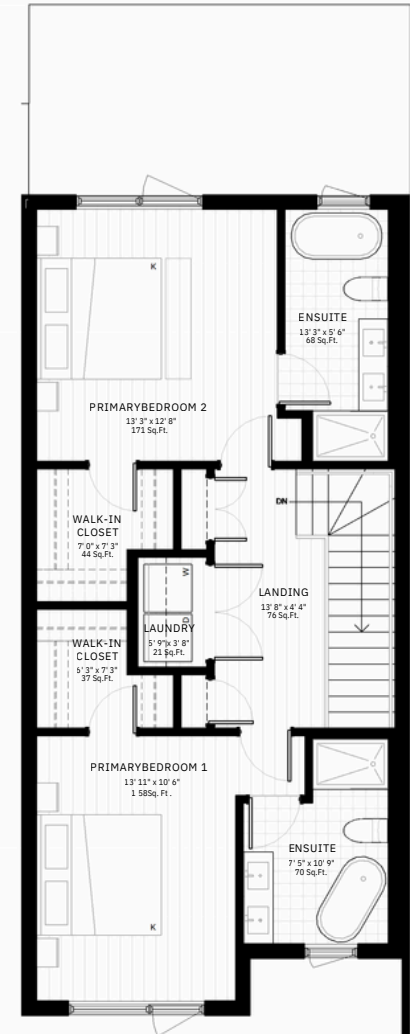 K
ENSUITE
13' 3" x 5' 6"
68 Sq.Ft.
PRIMARYBEDROOM 2
13' 3" x 12' 8"
171 Sq.Ft.
DN
WALK-IN
CLOSET
7' 0" x 7' 3"
44 Sq.Ft.
W
D
LANDING
13' 8" x 4' 4"
76 Sq.Ft.
LAUNDRY
5' 9" x 3' 8"
21 Sq.Ft.
WALK-IN
CLOSET
6' 3" x 7' 3"
37 Sq.Ft.
PRIMARYBEDROOM 1
13' 11" x 10' 6"
1 58Sq. Ft .
ENSUITE
7' 5" x 10' 9"
70 Sq.Ft.
K